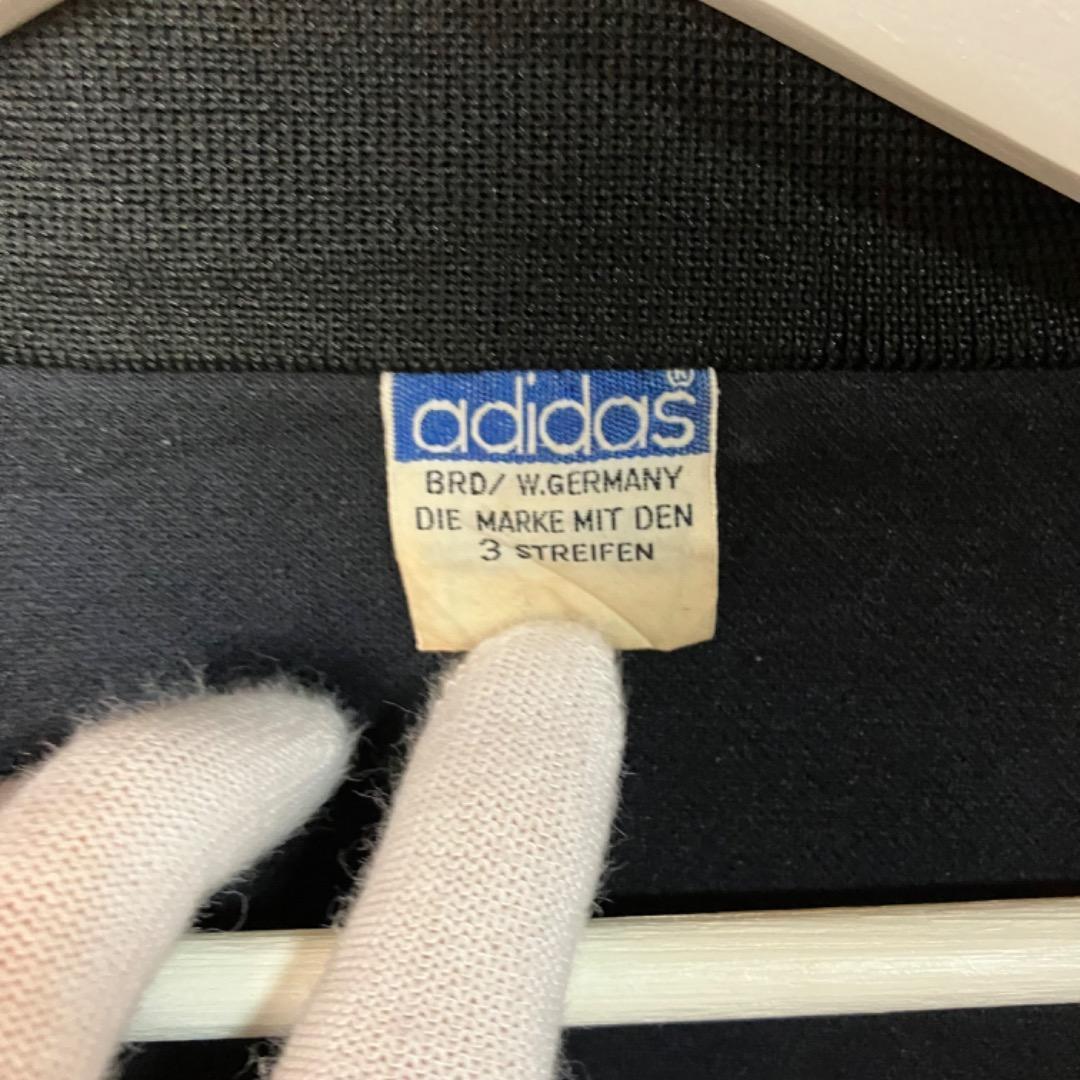 adidas
BRD/ W.GERMANY
DIE MARKE MIT DEN
3 STREIFEN